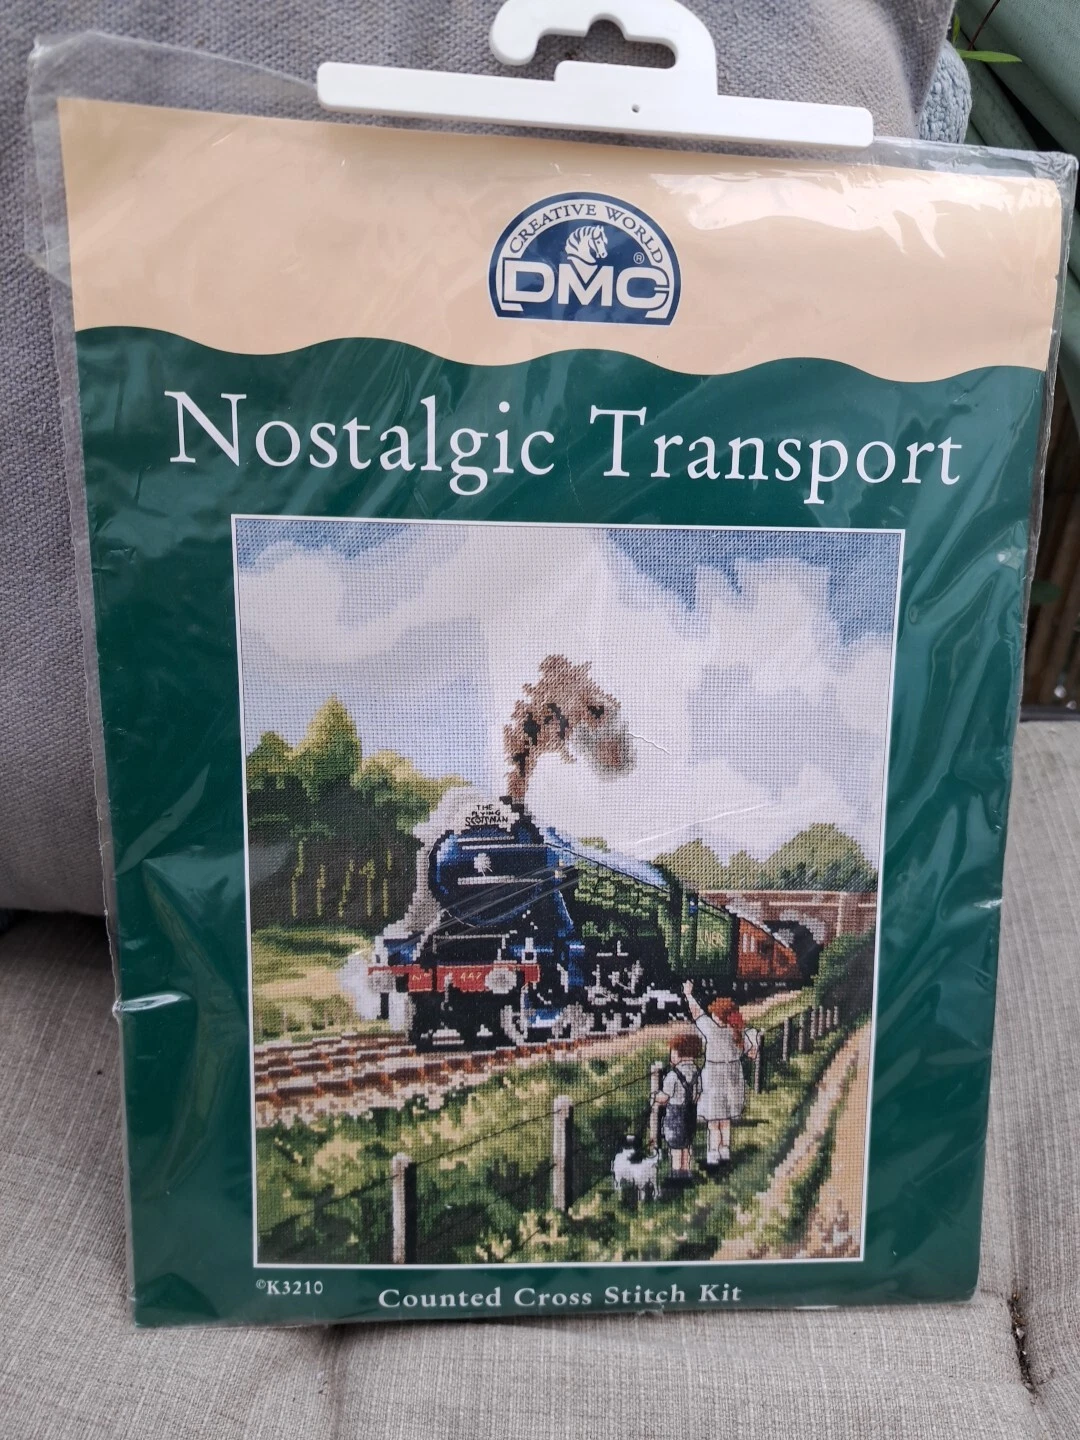 CREATIVE WORLD
DMC®
Nostalgic Transport
THE
FLYING
SCOTSMAN
©K3210
Counted Cross Stitch Kit